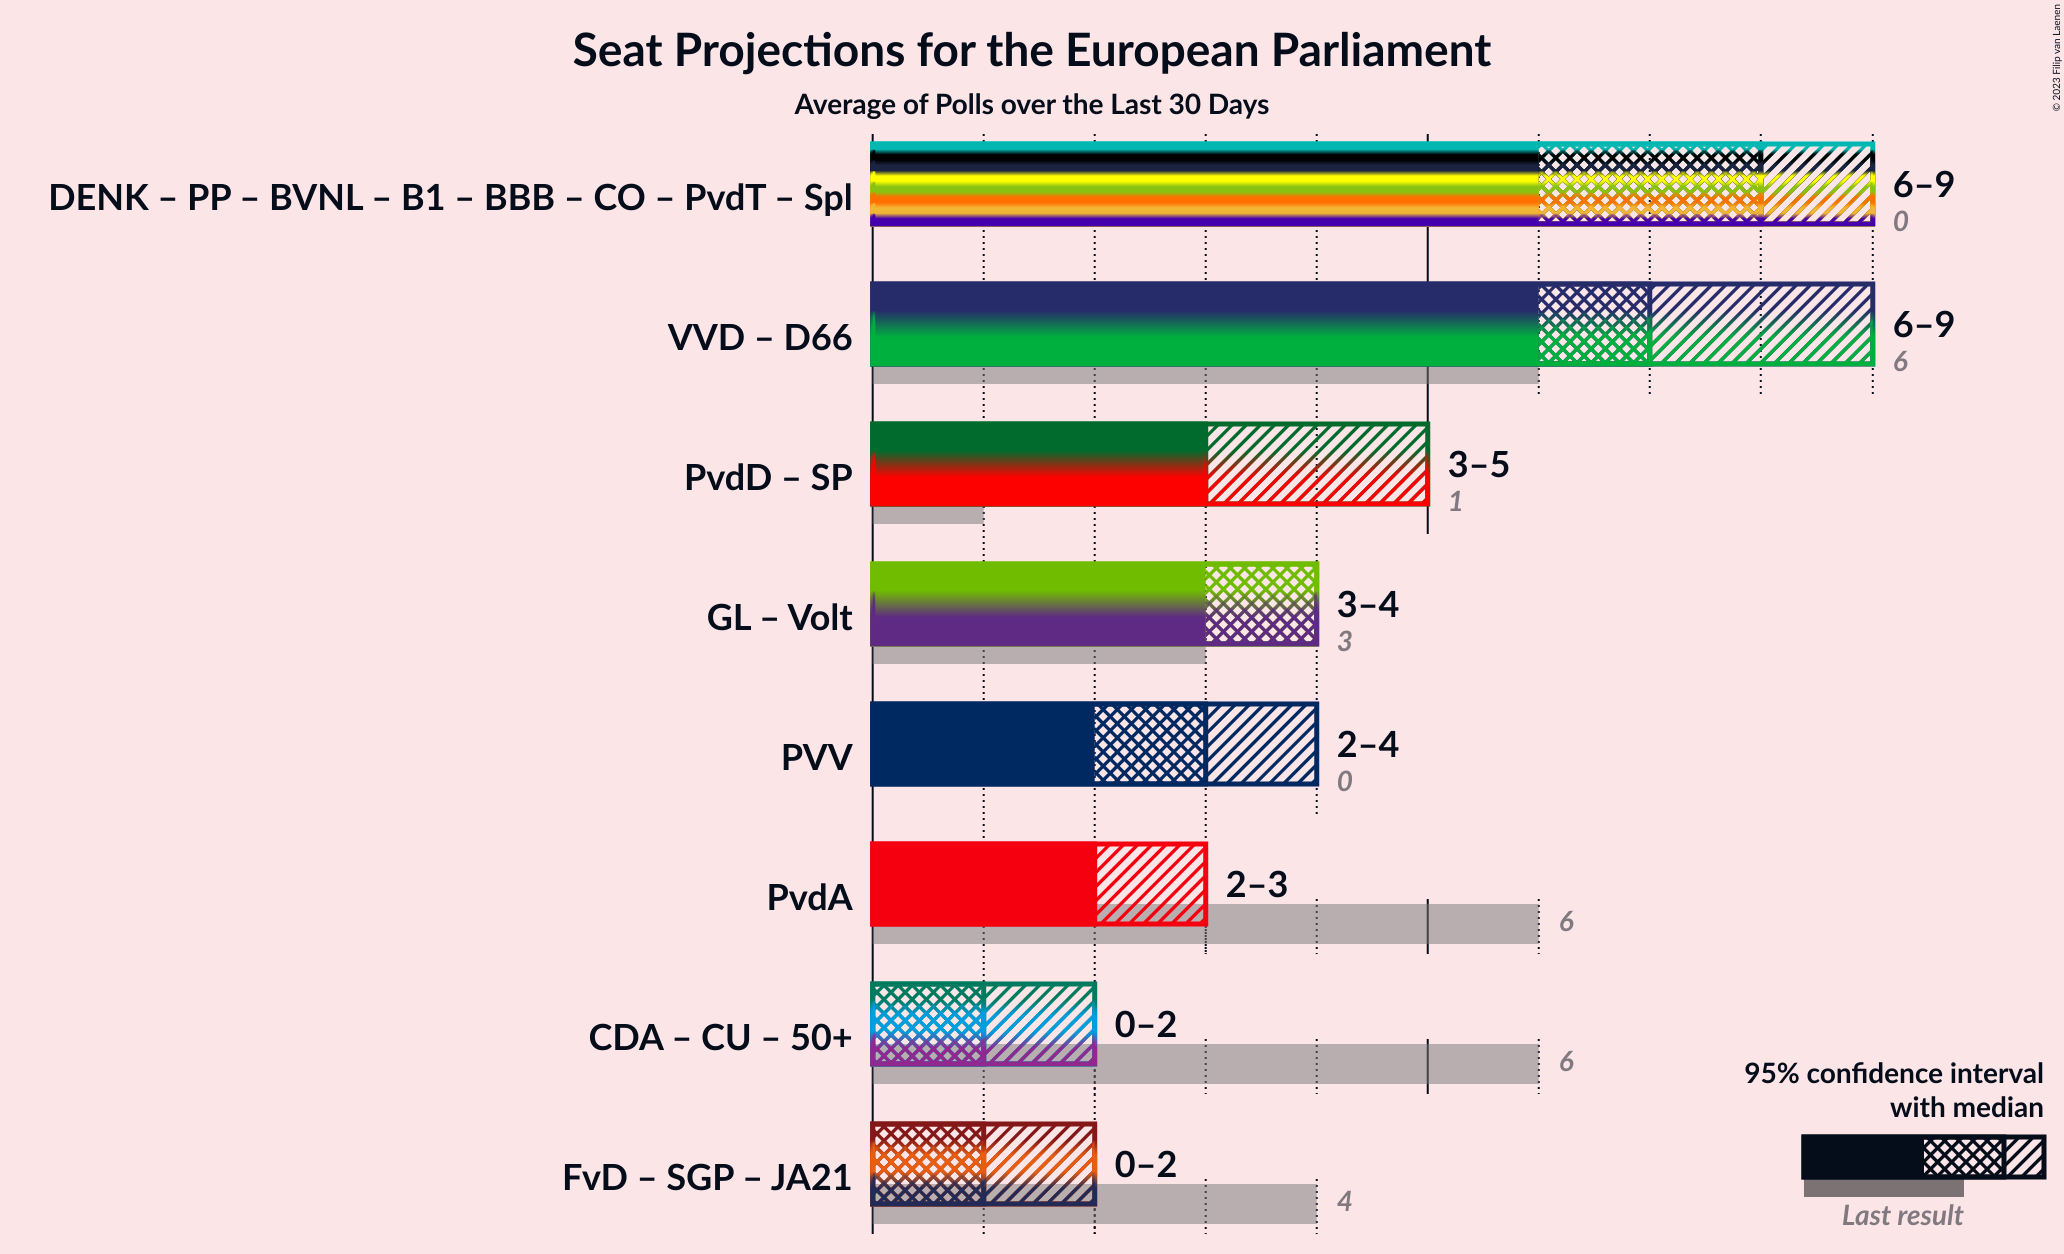 Seat Projections for the European Parliament
Average of Polls over the Last 30 Days
© 2023 Filip van Laenen
DENK – PP – BVNL – B1 – BBB – CO – PvdT – Spl
6–9
0
VVD – D66
6–9
6
PvdD – SP
3–5
1
GL – Volt
3–4
3
PVV
2–4
0
PvdA
2–3
6
CDA – CU – 50+
0–2
6
FvD – SGP – JA21
0–2
4
95% confidence interval
with median
Last result